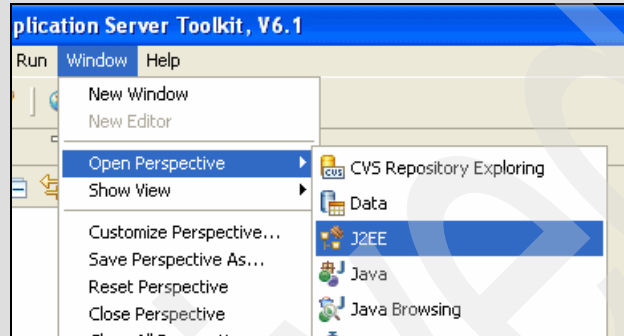 plication Server Toolkit, V6.1
Run Window Help
New Window
New Editor
Open Perspective
Show View
Customize Perspective...
Save Perspective As...
Reset Perspective
Close Perspective
CVS Repository Exploring
Data
J2EE
Java
Java Browsing